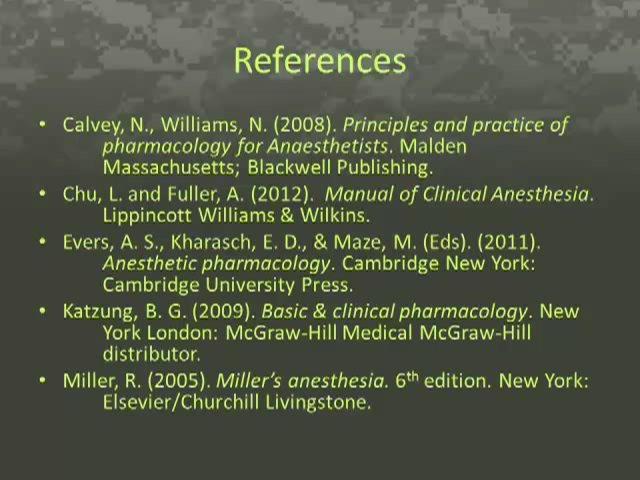 References
• Calvey, N., Williams, N. (2008). Principles and practice of
pharmacology for Anaesthetists. Malden
Massachusetts; Blackwell Publishing.
• Chu, L. and Fuller, A. (2012). Manual of Clinical Anesthesia.
Lippincott Williams & Wilkins.
• Evers, A. S., Kharasch, E. D., & Maze, M. (Eds). (2011).
Anesthetic pharmacology. Cambridge New York:
Cambridge University Press.
• Katzung, B. G. (2009). Basic & clinical pharmacology. New
York London: McGraw-Hill Medical McGraw-Hill
distributor.
• Miller, R. (2005). Miller’s anesthesia. 6th edition. New York:
Elsevier/Churchill Livingstone.